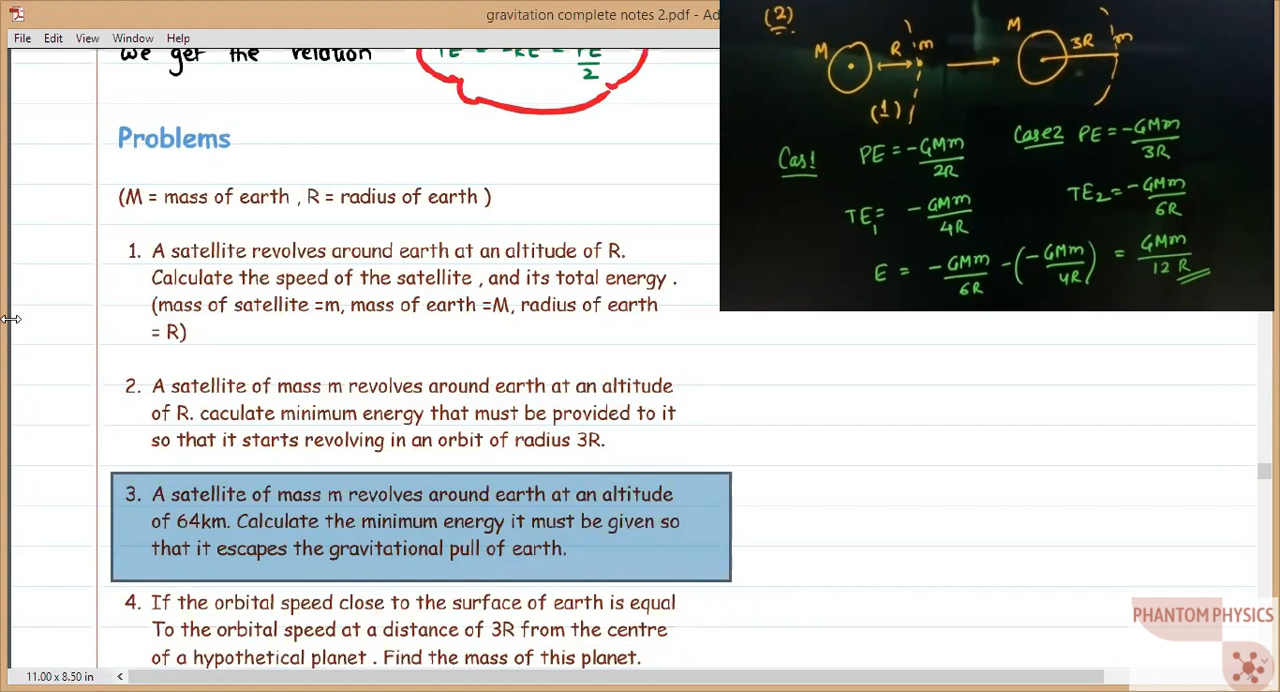 gravitation complete notes 2.pdf - Ad
File Edit View Window Help
we get the relation
TE = -KE = PE/2
Problems
(M = mass of earth , R = radius of earth )
1. A satellite revolves around earth at an altitude of R.
Calculate the speed of the satellite , and its total energy .
(mass of satellite =m, mass of earth =M, radius of earth
= R)
2. A satellite of mass m revolves around earth at an altitude
of R. caculate minimum energy that must be provided to it
so that it starts revolving in an orbit of radius 3R.
3. A satellite of mass m revolves around earth at an altitude
of 64km. Calculate the minimum energy it must be given so
that it escapes the gravitational pull of earth.
4. If the orbital speed close to the surface of earth is equal
To the orbital speed at a distance of 3R from the centre
of a hypothetical planet . Find the mass of this planet.
11.00 x 8.50 in
(2)
M R m
(1)
M 3R m
Cas1 PE = -GMm/2R
TE1 = -GMm/4R
Case2 PE = -GMm/3R
TE2 = -GMm/6R
E = -GMm/6R - (-GMm/4R) = GMm/12R
PHANTOM PHYSICS